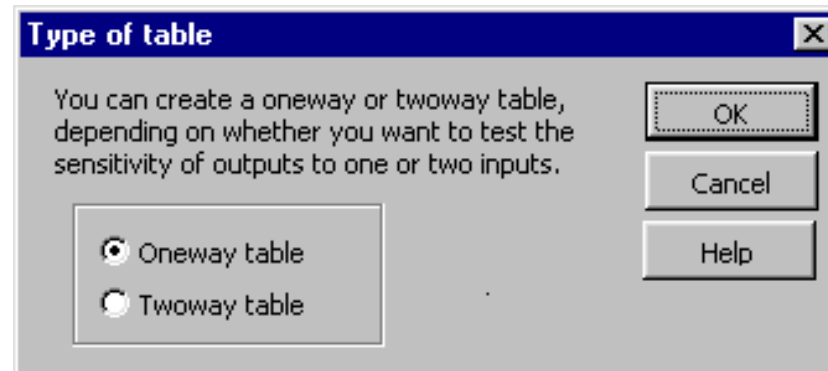 Type of table
You can create a oneway or twoway table,
depending on whether you want to test the
sensitivity of outputs to one or two inputs.
OK
Cancel
Help
Oneway table
Twoway table